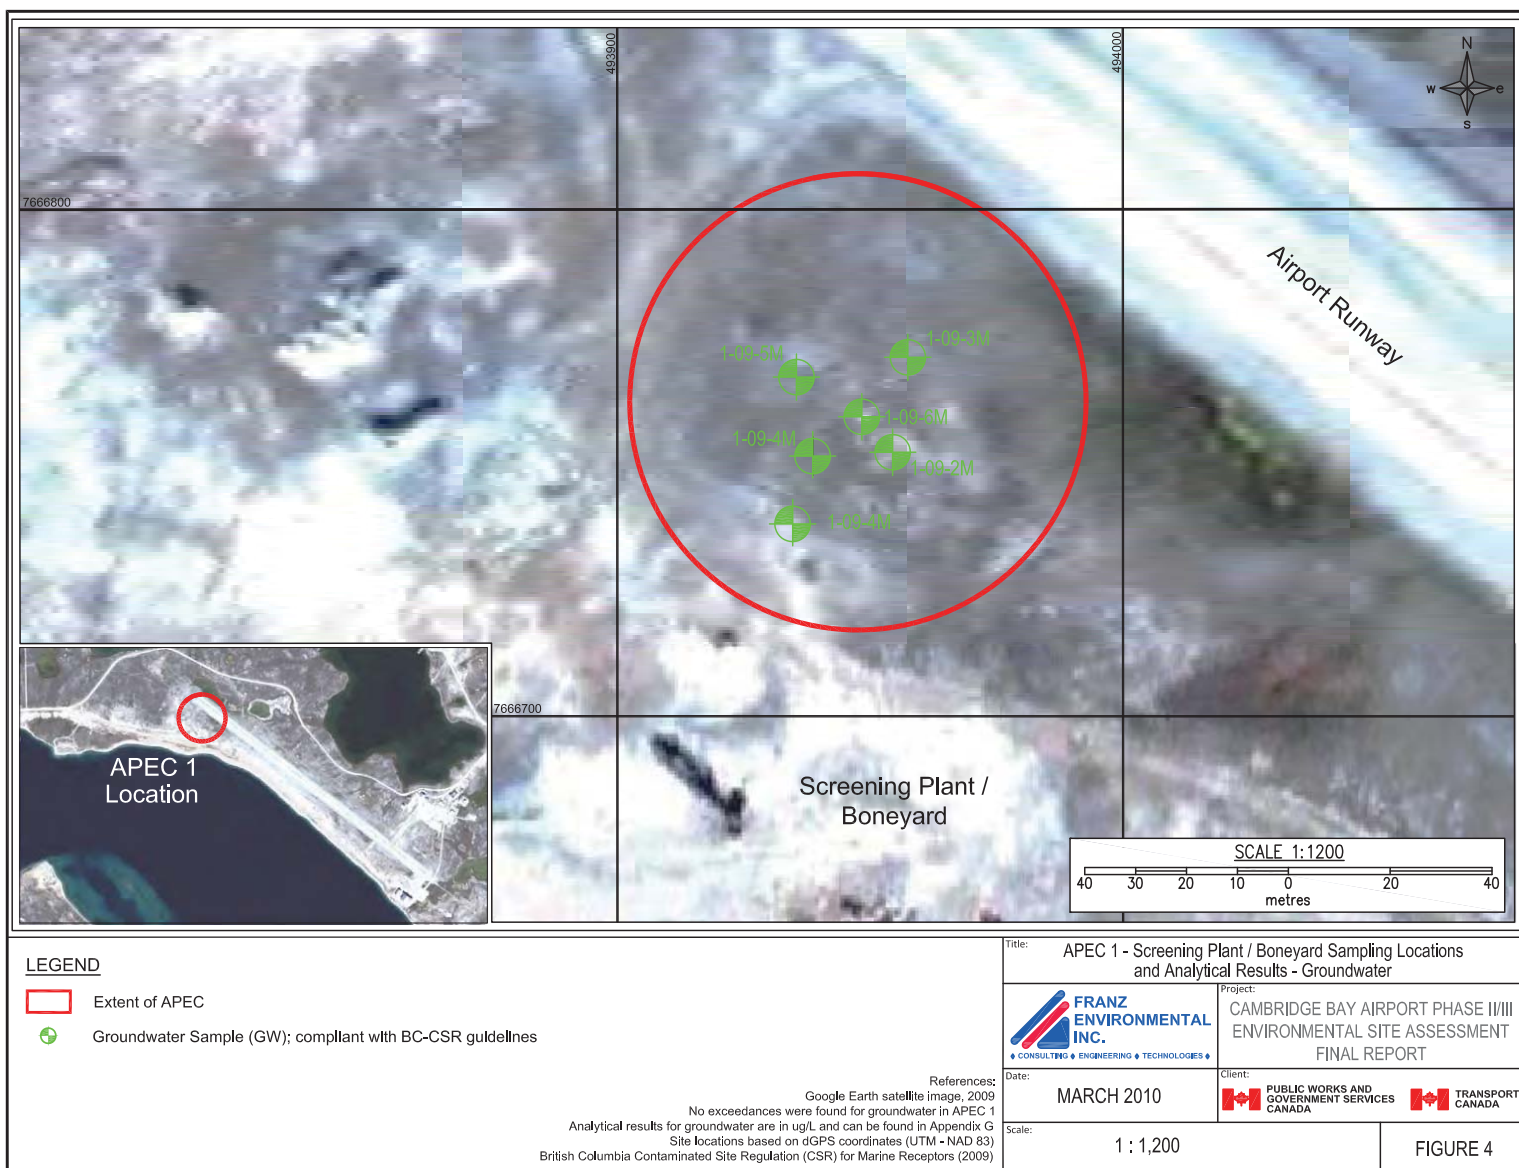 493900
494000
N
w
e
s
7666800
Airport Runway
1-09-5M
1-09-3M
1-09-6M
1-09-4M
1-09-2M
1-09-4M
7666700
APEC 1
Location
Screening Plant /
Boneyard
SCALE 1:1200
40 30 20 10 0 20 40
metres
LEGEND
Extent of APEC
Groundwater Sample (GW); compliant with BC-CSR guidelines
References:
Google Earth satellite image, 2009
No exceedances were found for groundwater in APEC 1
Analytical results for groundwater are in ug/L and can be found in Appendix G
Site locations based on dGPS coordinates (UTM - NAD 83)
British Columbia Contaminated Site Regulation (CSR) for Marine Receptors (2009)
Title:
APEC 1 - Screening Plant / Boneyard Sampling Locations
and Analytical Results - Groundwater
FRANZ
ENVIRONMENTAL
INC.
CONSULTING ENGINEERING TECHNOLOGIES
Project:
CAMBRIDGE BAY AIRPORT PHASE II/III
ENVIRONMENTAL SITE ASSESSMENT
FINAL REPORT
Date:
MARCH 2010
Client:
PUBLIC WORKS AND
GOVERNMENT SERVICES
CANADA
TRANSPORT
CANADA
Scale:
1 : 1,200
FIGURE 4